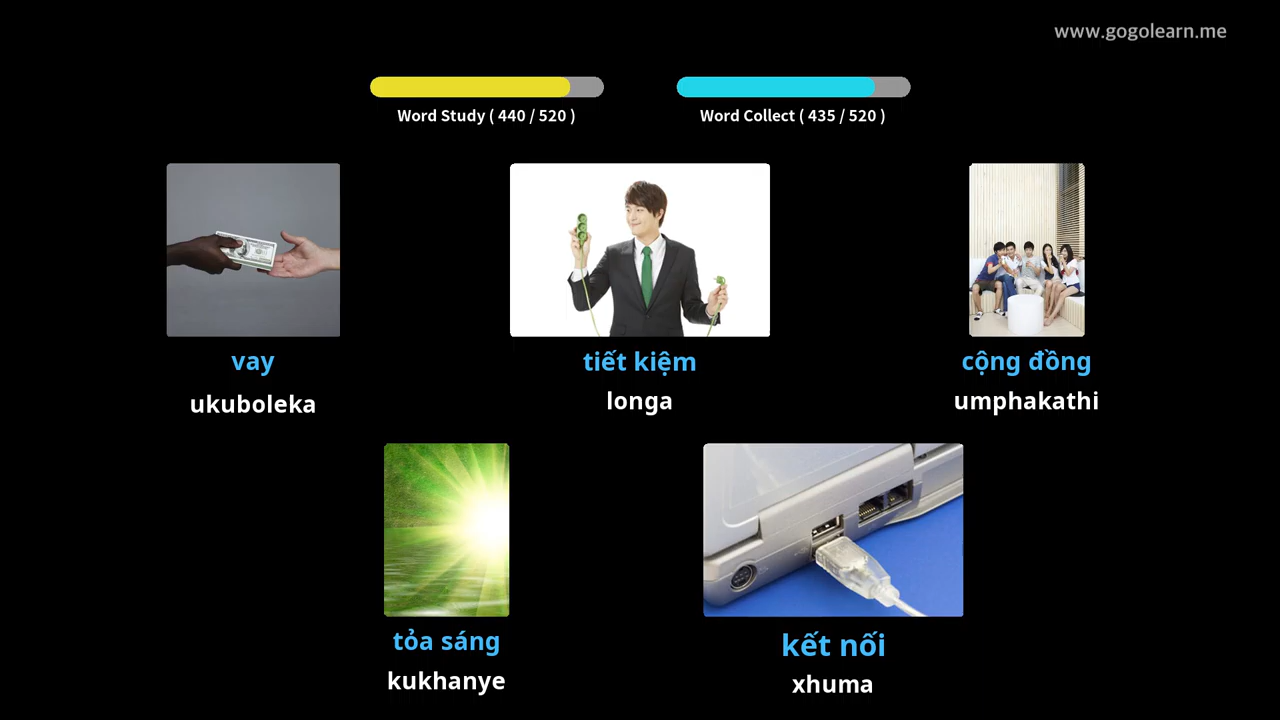 www.gogolearn.me
Word Study ( 440 / 520 )
Word Collect ( 435 / 520 )
vay
ukuboleka
tiết kiệm
longa
cộng đồng
umphakathi
tỏa sáng
kukhanye
kết nối
xhuma